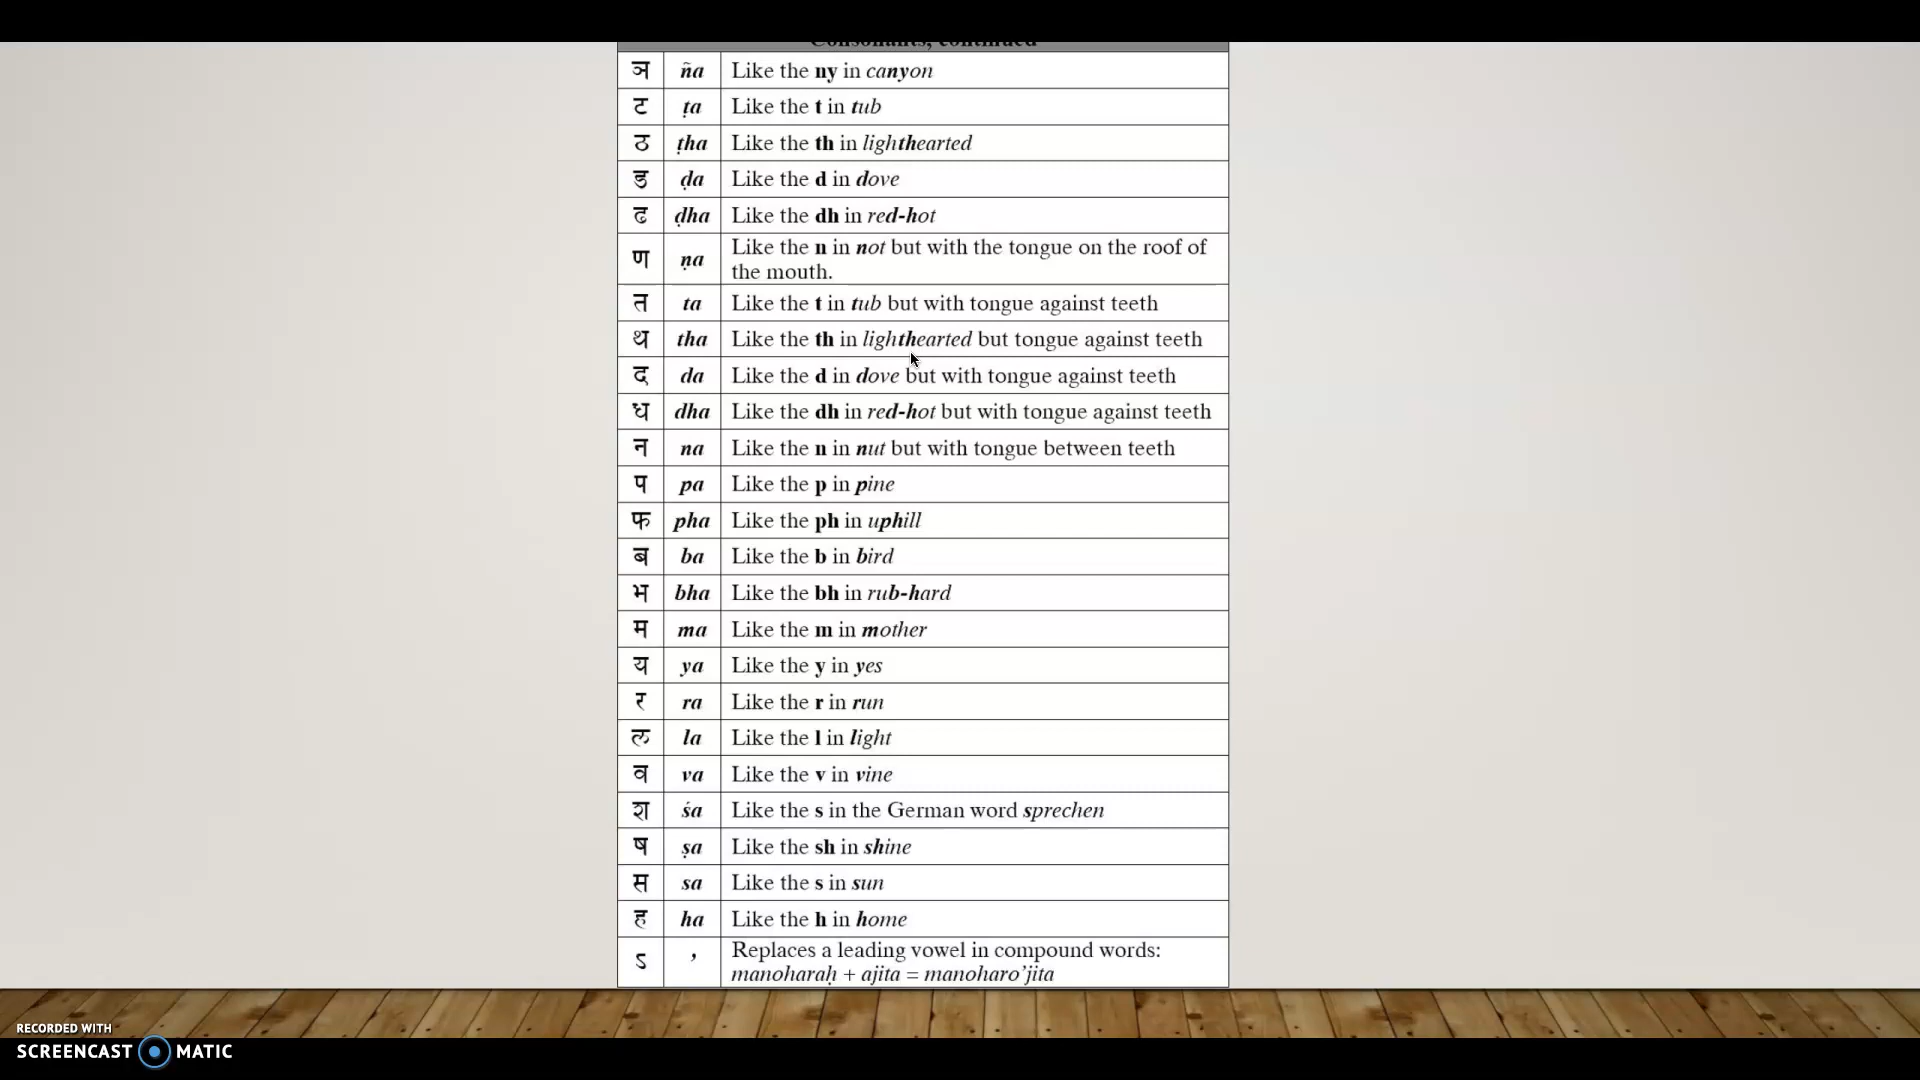 Consonants, continued
ञ ña Like the ny in canyon
ट ṭa Like the t in tub
ठ ṭha Like the th in lighthearted
ड ḍa Like the d in dove
ढ ḍha Like the dh in red-hot
ण ṇa Like the n in not but with the tongue on the roof of
the mouth.
त ta Like the t in tub but with tongue against teeth
थ tha Like the th in lighthearted but tongue against teeth
द da Like the d in dove but with tongue against teeth
ध dha Like the dh in red-hot but with tongue against teeth
न na Like the n in nut but with tongue between teeth
प pa Like the p in pine
फ pha Like the ph in uphill
ब ba Like the b in bird
भ bha Like the bh in rub-hard
म ma Like the m in mother
य ya Like the y in yes
र ra Like the r in run
ल la Like the l in light
व va Like the v in vine
श śa Like the s in the German word sprechen
ष ṣa Like the sh in shine
स sa Like the s in sun
ह ha Like the h in home
ऽ ’ Replaces a leading vowel in compound words:
manoharaḥ + ajita = manoharo’jita
RECORDED WITH
SCREENCAST MATIC